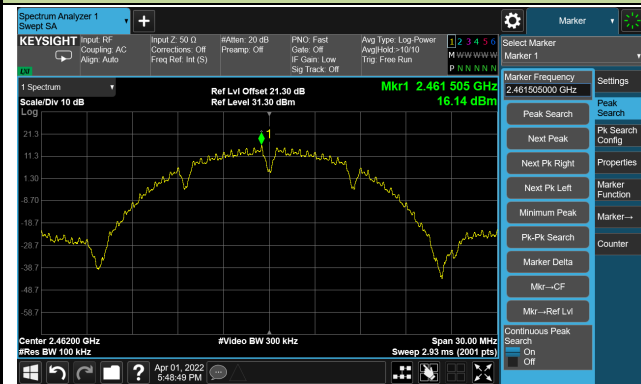 Spectrum Analyzer 1
Swept SA
KEYSIGHT
Input: RF
Coupling: AC
Align: Auto
Input Z: 50 Ω
Corrections: Off
Freq Ref: Int (S)
#Atten: 20 dB
Preamp: Off
PNO: Fast
Gate: Off
IF Gain: Low
Sig Track: Off
Avg Type: Log-Power
Avg|Hold:>10/10
Trig: Free Run
1 2 3 4 5 6
M W W W W W
P N N N N N
LXI
1 Spectrum
Scale/Div 10 dB
Ref Lvl Offset 21.30 dB
Ref Level 31.30 dBm
Mkr1 2.461 505 GHz
16.14 dBm
Log
21.3
11.3
1.30
-8.70
-18.7
-28.7
-38.7
-48.7
-58.7
1
Center 2.46200 GHz
#Res BW 100 kHz
#Video BW 300 kHz
Span 30.00 MHz
Sweep 2.93 ms (2001 pts)
Apr 01, 2022
5:48:49 PM
Marker
Select Marker
Marker 1
Marker Frequency
2.461505000 GHz
Peak Search
Next Peak
Next Pk Right
Next Pk Left
Minimum Peak
Pk-Pk Search
Marker Delta
Mkr→CF
Mkr→Ref Lvl
Continuous Peak
Search
On
Off
Settings
Peak
Search
Pk Search
Config
Properties
Marker
Function
Marker→
Counter